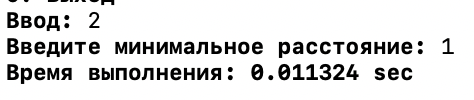 Ввод: 2
Введите минимальное расстояние: 1
Время выполнения: 0.011324 sec